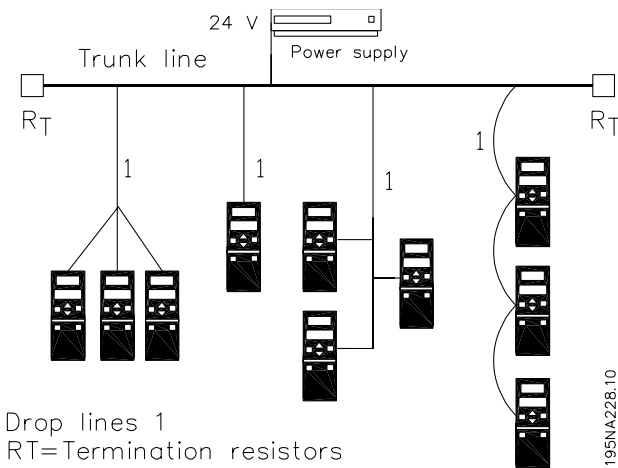 24 V
Power supply
Trunk line
RT
RT
1
1
1
1
Drop lines 1
RT=Termination resistors
195NA228.10